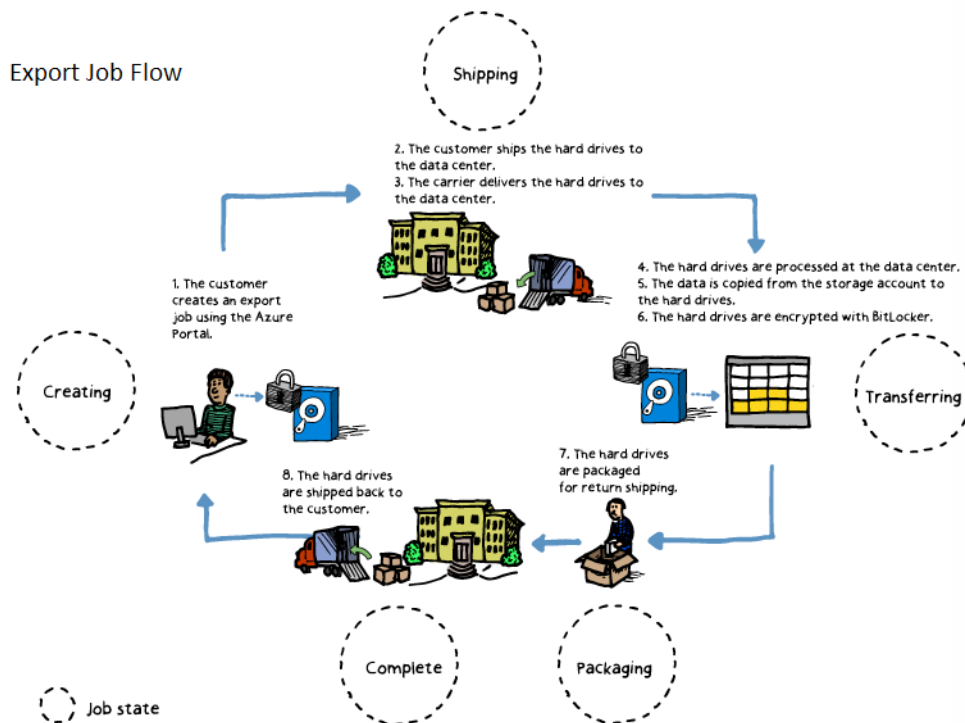 Export Job Flow
Shipping
2. The customer ships the hard drives to
the data center.
3. The carrier delivers the hard drives to
the data center.
1. The customer
creates an export
job using the Azure
Portal.
4. The hard drives are processed at the data center.
5. The data is copied from the storage account to
the hard drives.
6. The hard drives are encrypted with BitLocker.
Creating
Transferring
7. The hard drives
are packaged
for return shipping.
8. The hard drives
are shipped back to
the customer.
Complete
Packaging
Job state